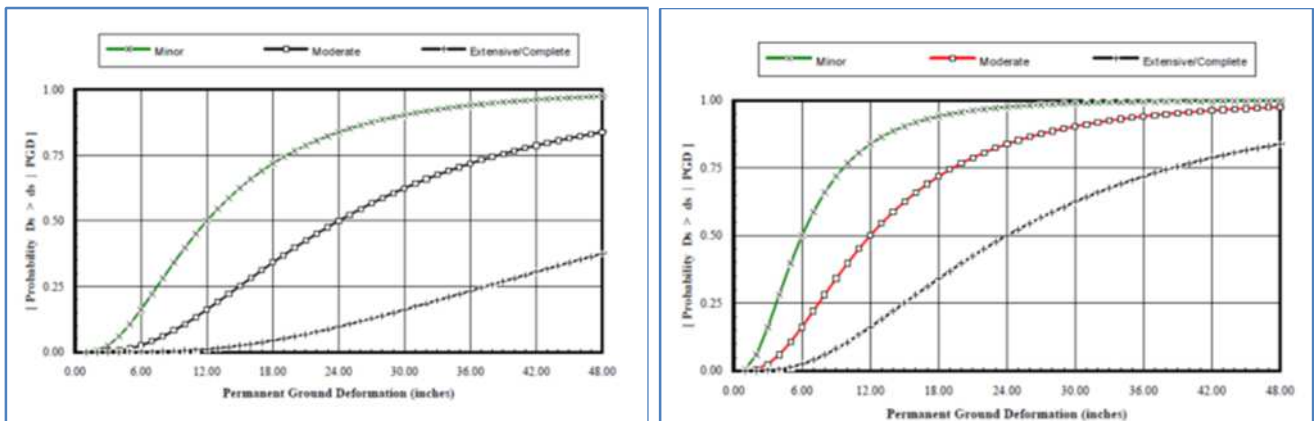 Minor Moderate Extensive/Complete
[ Probability Ds > ds | PGD ]
1.00
0.75
0.50
0.25
0.00
0.00 6.00 12.00 18.00 24.00 30.00 36.00 42.00 48.00
Permanent Ground Deformation (inches)
Minor Moderate Extensive/Complete
[ Probability Ds > ds | PGD ]
1.00
0.75
0.50
0.25
0.00
0.00 6.00 12.00 18.00 24.00 30.00 36.00 42.00 48.00
Permanent Ground Deformation (inches)